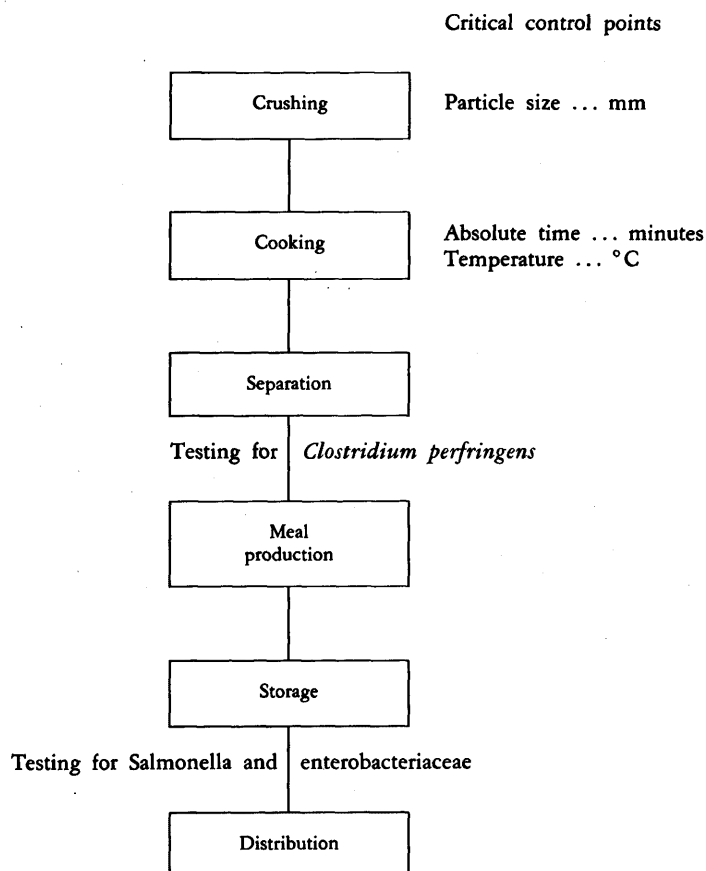 Critical control points
Crushing
Particle size ... mm
Cooking
Absolute time ... minutes
Temperature ... °C
Separation
Testing for Clostridium perfringens
Meal
production
Storage
Testing for Salmonella and enterobacteriaceae
Distribution